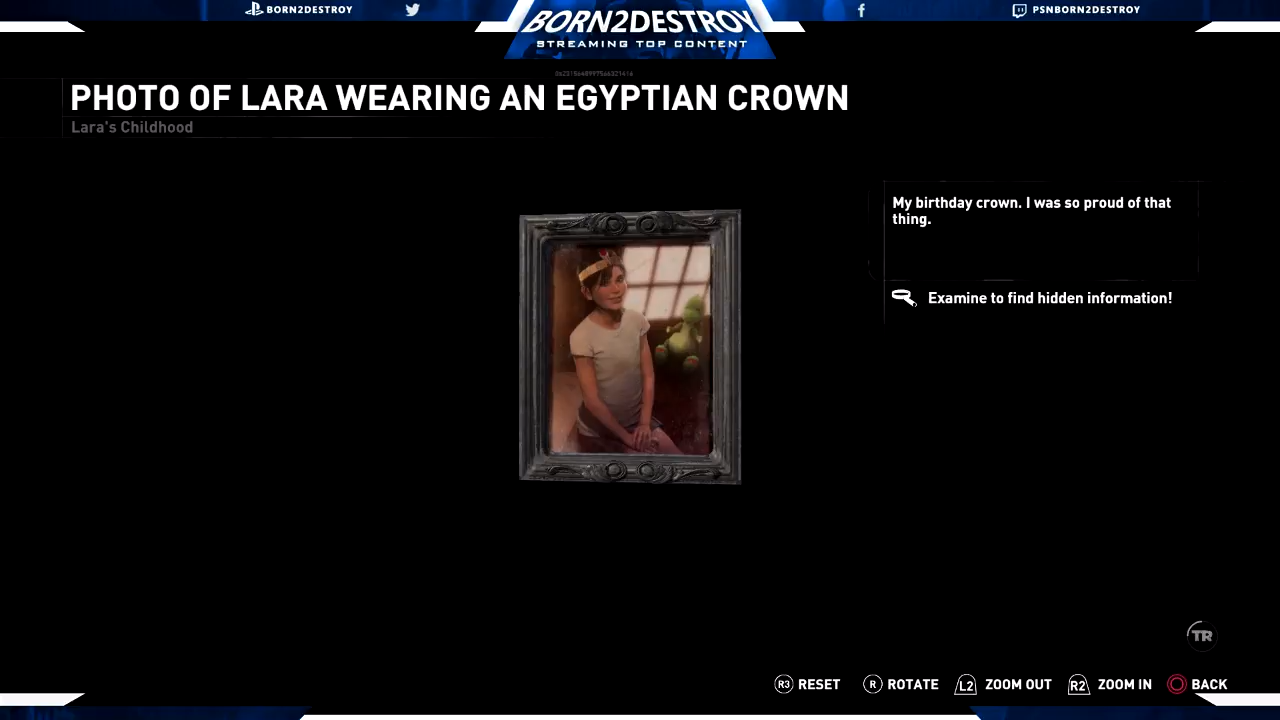 BORN2DESTROY
BORN2DESTROY
STREAMING TOP CONTENT
PSNBORN2DESTROY
PHOTO OF LARA WEARING AN EGYPTIAN CROWN
Lara's Childhood
My birthday crown. I was so proud of that
thing.
Examine to find hidden information!
TR
R3 RESET
R ROTATE
L2 ZOOM OUT
R2 ZOOM IN
BACK